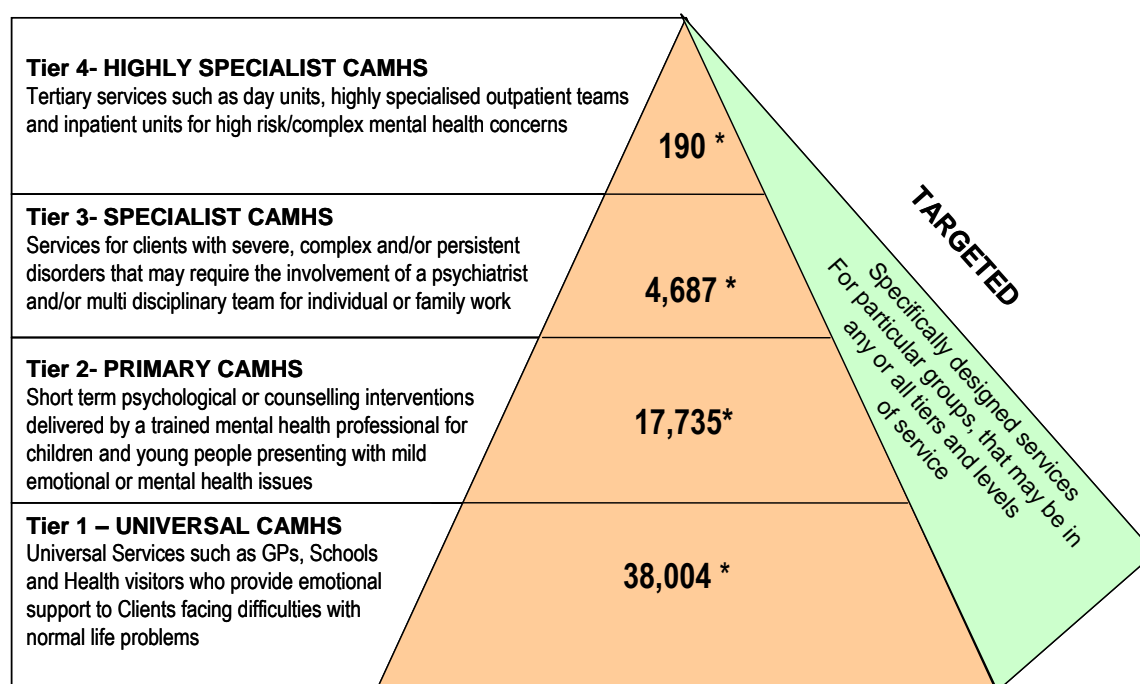 Tier 4- HIGHLY SPECIALIST CAMHS
Tertiary services such as day units, highly specialised outpatient teams
and inpatient units for high risk/complex mental health concerns
190 *
Tier 3- SPECIALIST CAMHS
Services for clients with severe, complex and/or persistent
disorders that may require the involvement of a psychiatrist
and/or multi disciplinary team for individual or family work
4,687 *
Tier 2- PRIMARY CAMHS
Short term psychological or counselling interventions
delivered by a trained mental health professional for
children and young people presenting with mild
emotional or mental health issues
17,735*
Tier 1 – UNIVERSAL CAMHS
Universal Services such as GPs, Schools
and Health visitors who provide emotional
support to Clients facing difficulties with
normal life problems
38,004 *
TARGETED
Specifically designed services
For particular groups, that may be in
any or all tiers and levels
of service